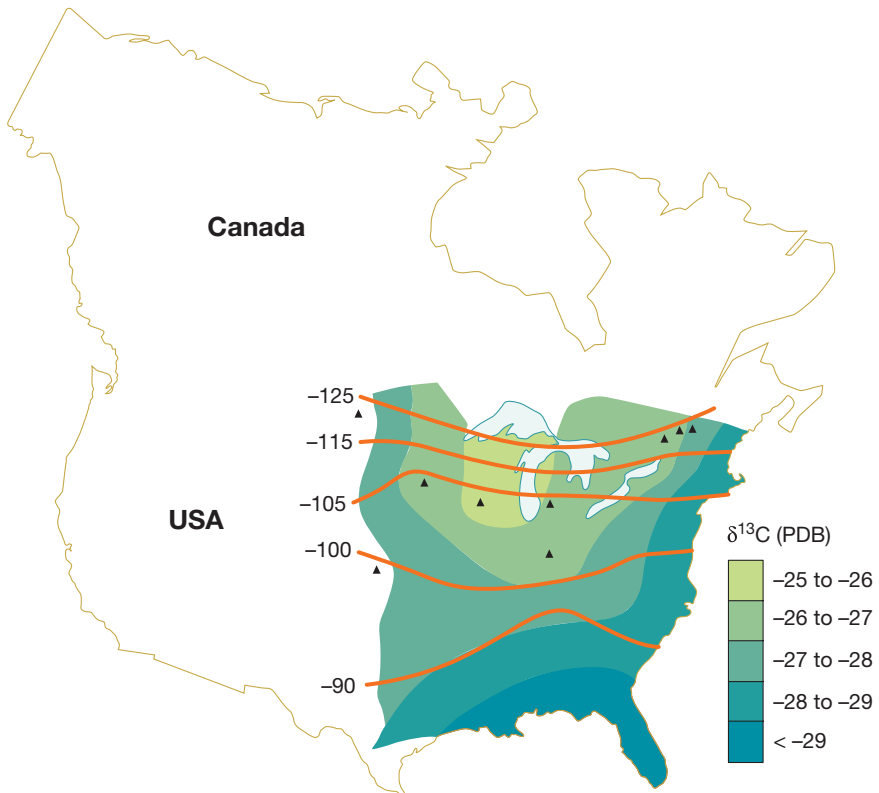 Canada
–125
–115
–105
USA
–100
–90
δ¹³C (PDB)
–25 to –26
–26 to –27
–27 to –28
–28 to –29
< –29